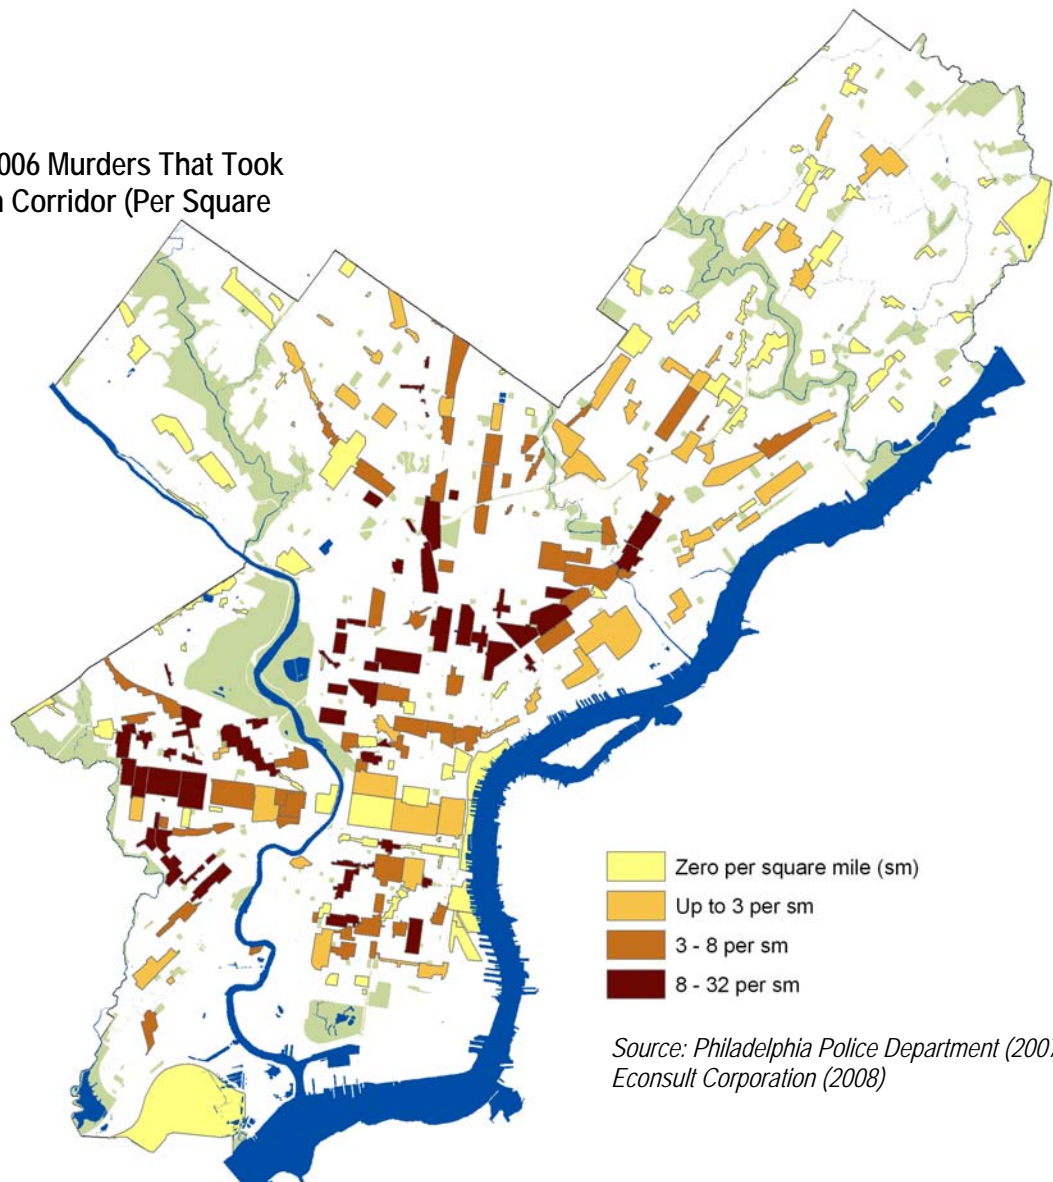 006 Murders That Took
Corridor (Per Square
Zero per square mile (sm)
Up to 3 per sm
3 - 8 per sm
8 - 32 per sm
Source: Philadelphia Police Department (200
Econsult Corporation (2008)